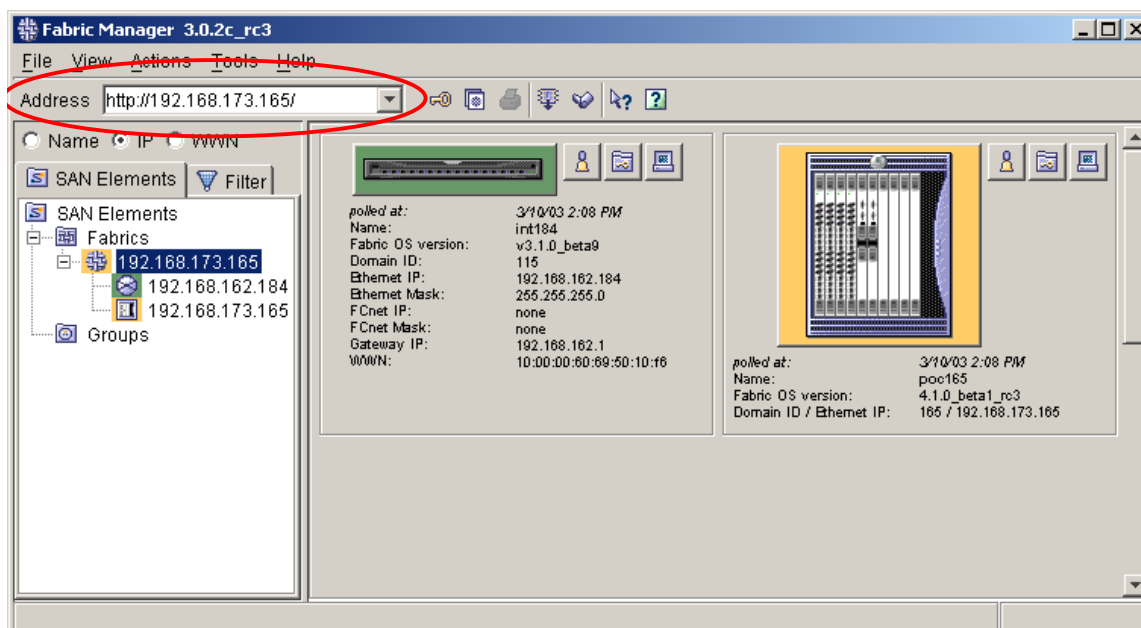 Fabric Manager 3.0.2c_rc3
File View Actions Tools Help
Address http://192.168.173.165/
Name IP WWN
SAN Elements Filter
SAN Elements
Fabrics
192.168.173.165
192.168.162.184
192.168.173.165
Groups
polled at: 3/10/03 2:08 PM
Name: int184
Fabric OS version: v3.1.0_beta9
Domain ID: 115
Ethernet IP: 192.168.162.184
Ethernet Mask: 255.255.255.0
FCnet IP: none
FCnet Mask: none
Gateway IP: 192.168.162.1
WWN: 10:00:00:60:69:50:10:f6
polled at: 3/10/03 2:08 PM
Name: poc165
Fabric OS version: 4.1.0_beta1_rc3
Domain ID / Ethernet IP: 165 / 192.168.173.165